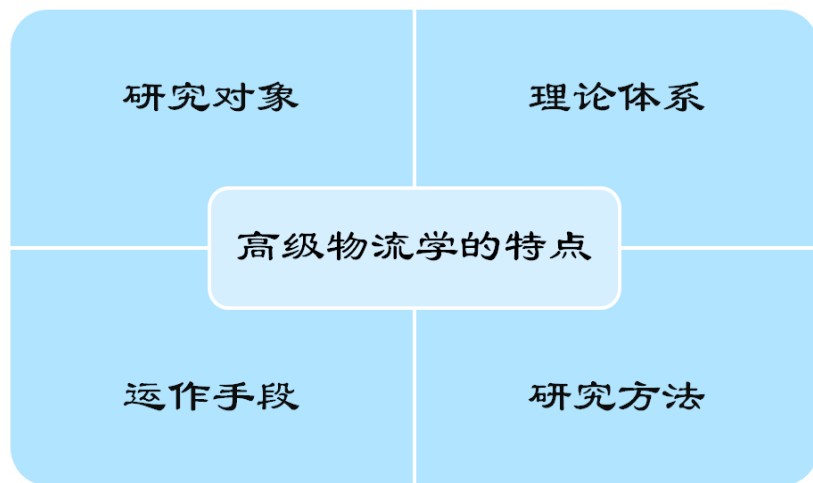 研究对象
理论体系
高级物流学的特点
运作手段
研究方法